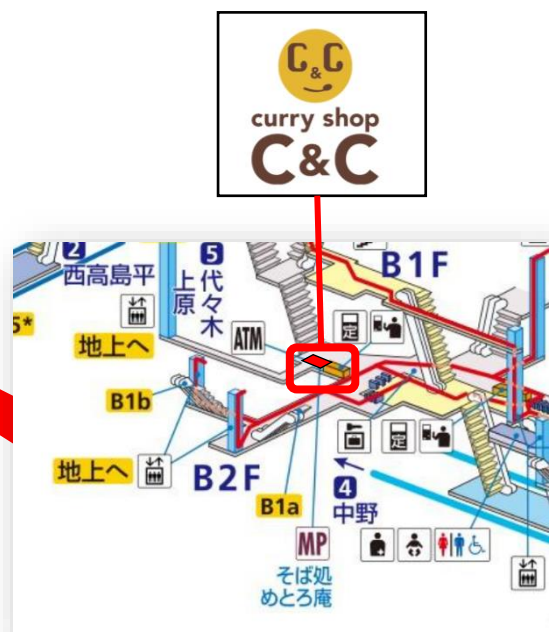 C&C
curry shop
C&C
2
西高島平
5
代々木
上原
B1F
5*
地上へ
ATM
定
B1b
地上へ
B2F
B1a
定
4
中野
MP
そば処
めとろ庵